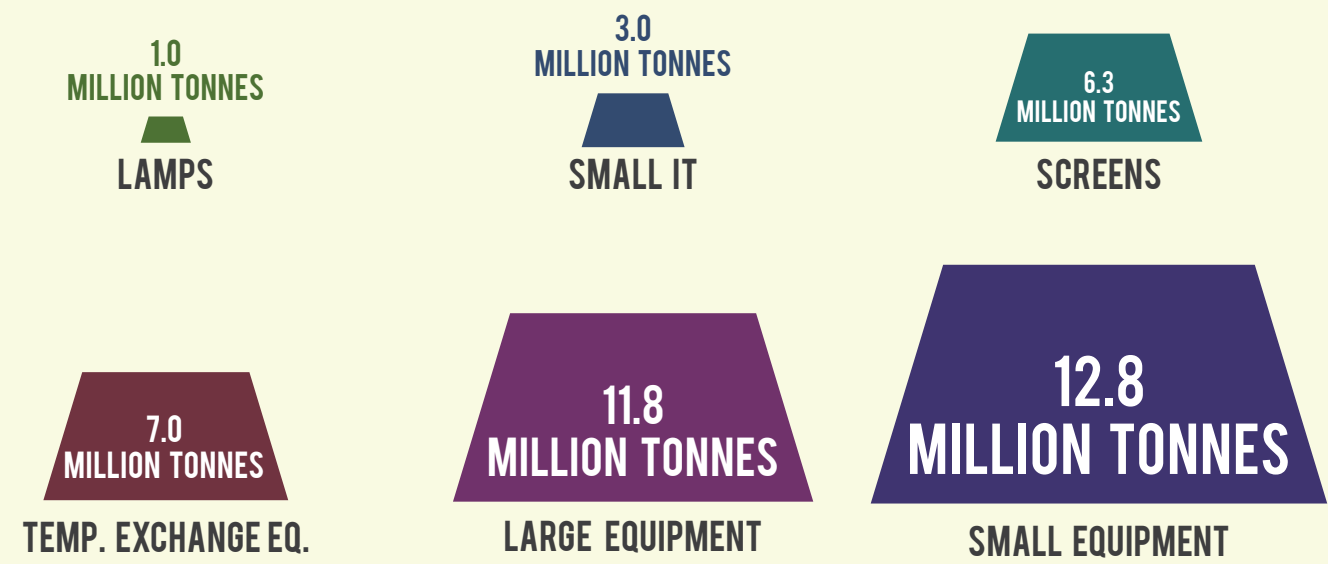 1.0
MILLION TONNES
LAMPS
3.0
MILLION TONNES
SMALL IT
6.3
MILLION TONNES
SCREENS
7.0
MILLION TONNES
TEMP. EXCHANGE EQ.
11.8
MILLION TONNES
LARGE EQUIPMENT
12.8
MILLION TONNES
SMALL EQUIPMENT